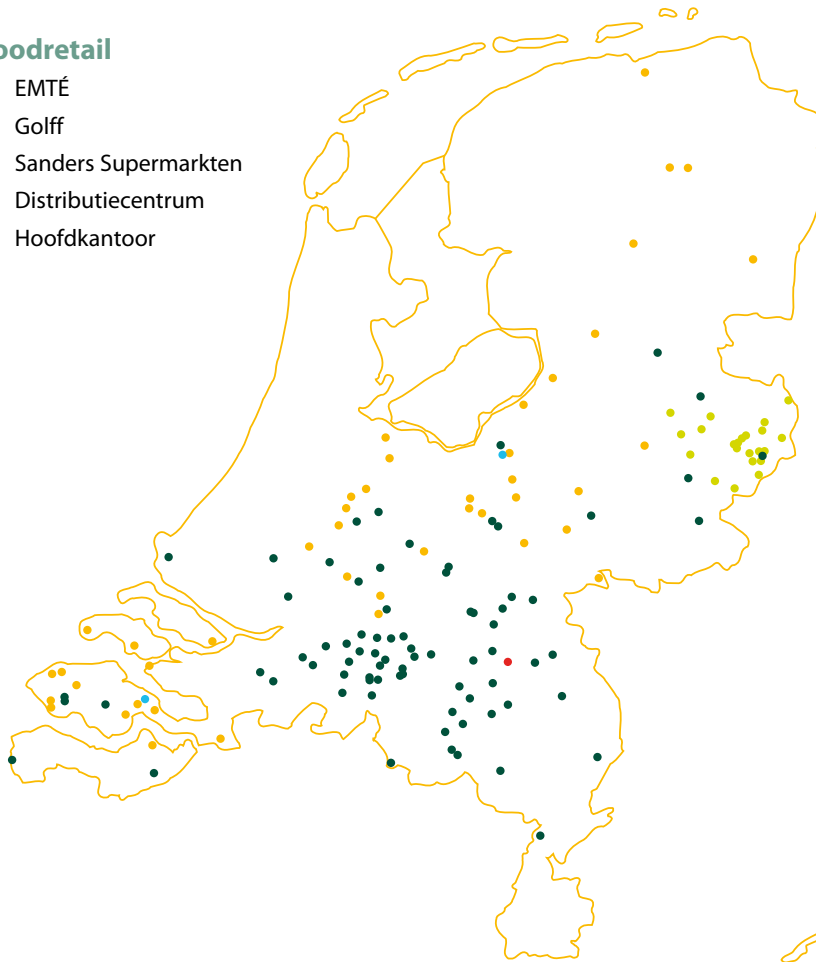 oodretail
EMTÉ
Golff
Sanders Supermarkten
Distributiecentrum
Hoofdkantoor